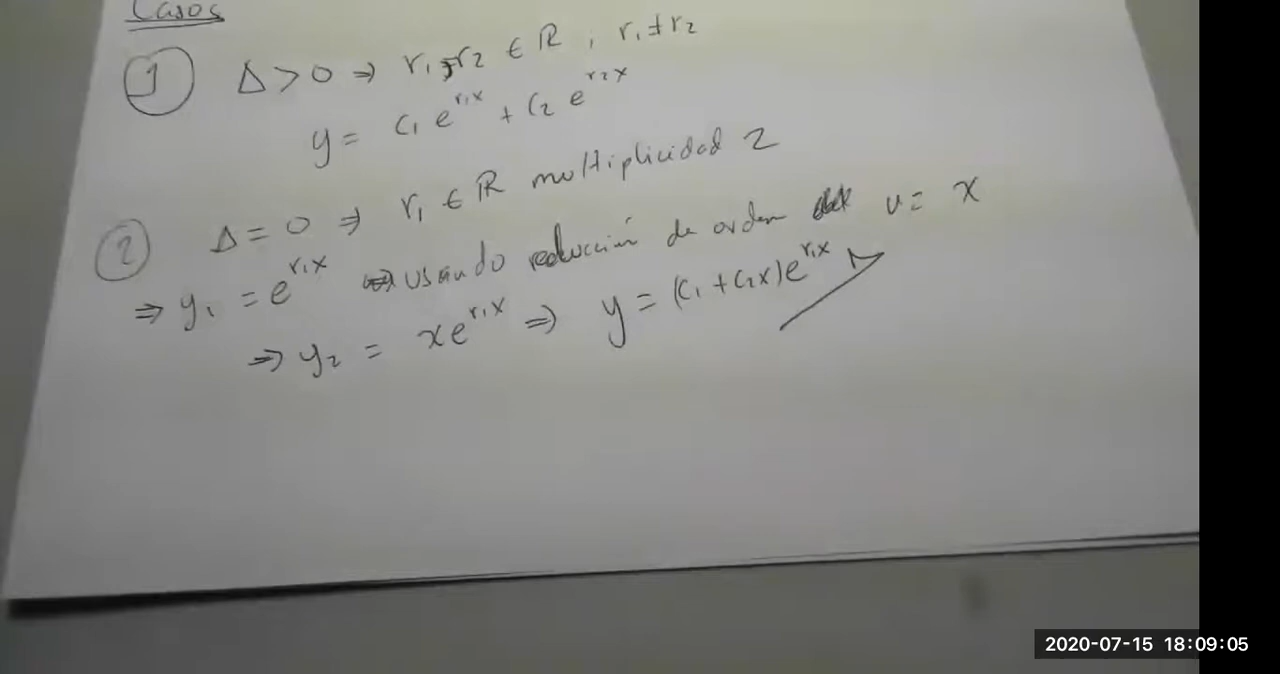 Casos
① Δ > 0 ⇒ r₁, r₂ ∈ ℝ, r₁ ≠ r₂
y = c₁ e^{r₁x} + c₂ e^{r₂x}
② Δ = 0 ⇒ r₁ ∈ ℝ multiplicidad 2
⇒ y₁ = e^{r₁x} usando reducción de orden u = x
⇒ y₂ = xe^{r₁x} ⇒ y = (c₁ + c₂x)e^{r₁x}
2020-07-15 18:09:05